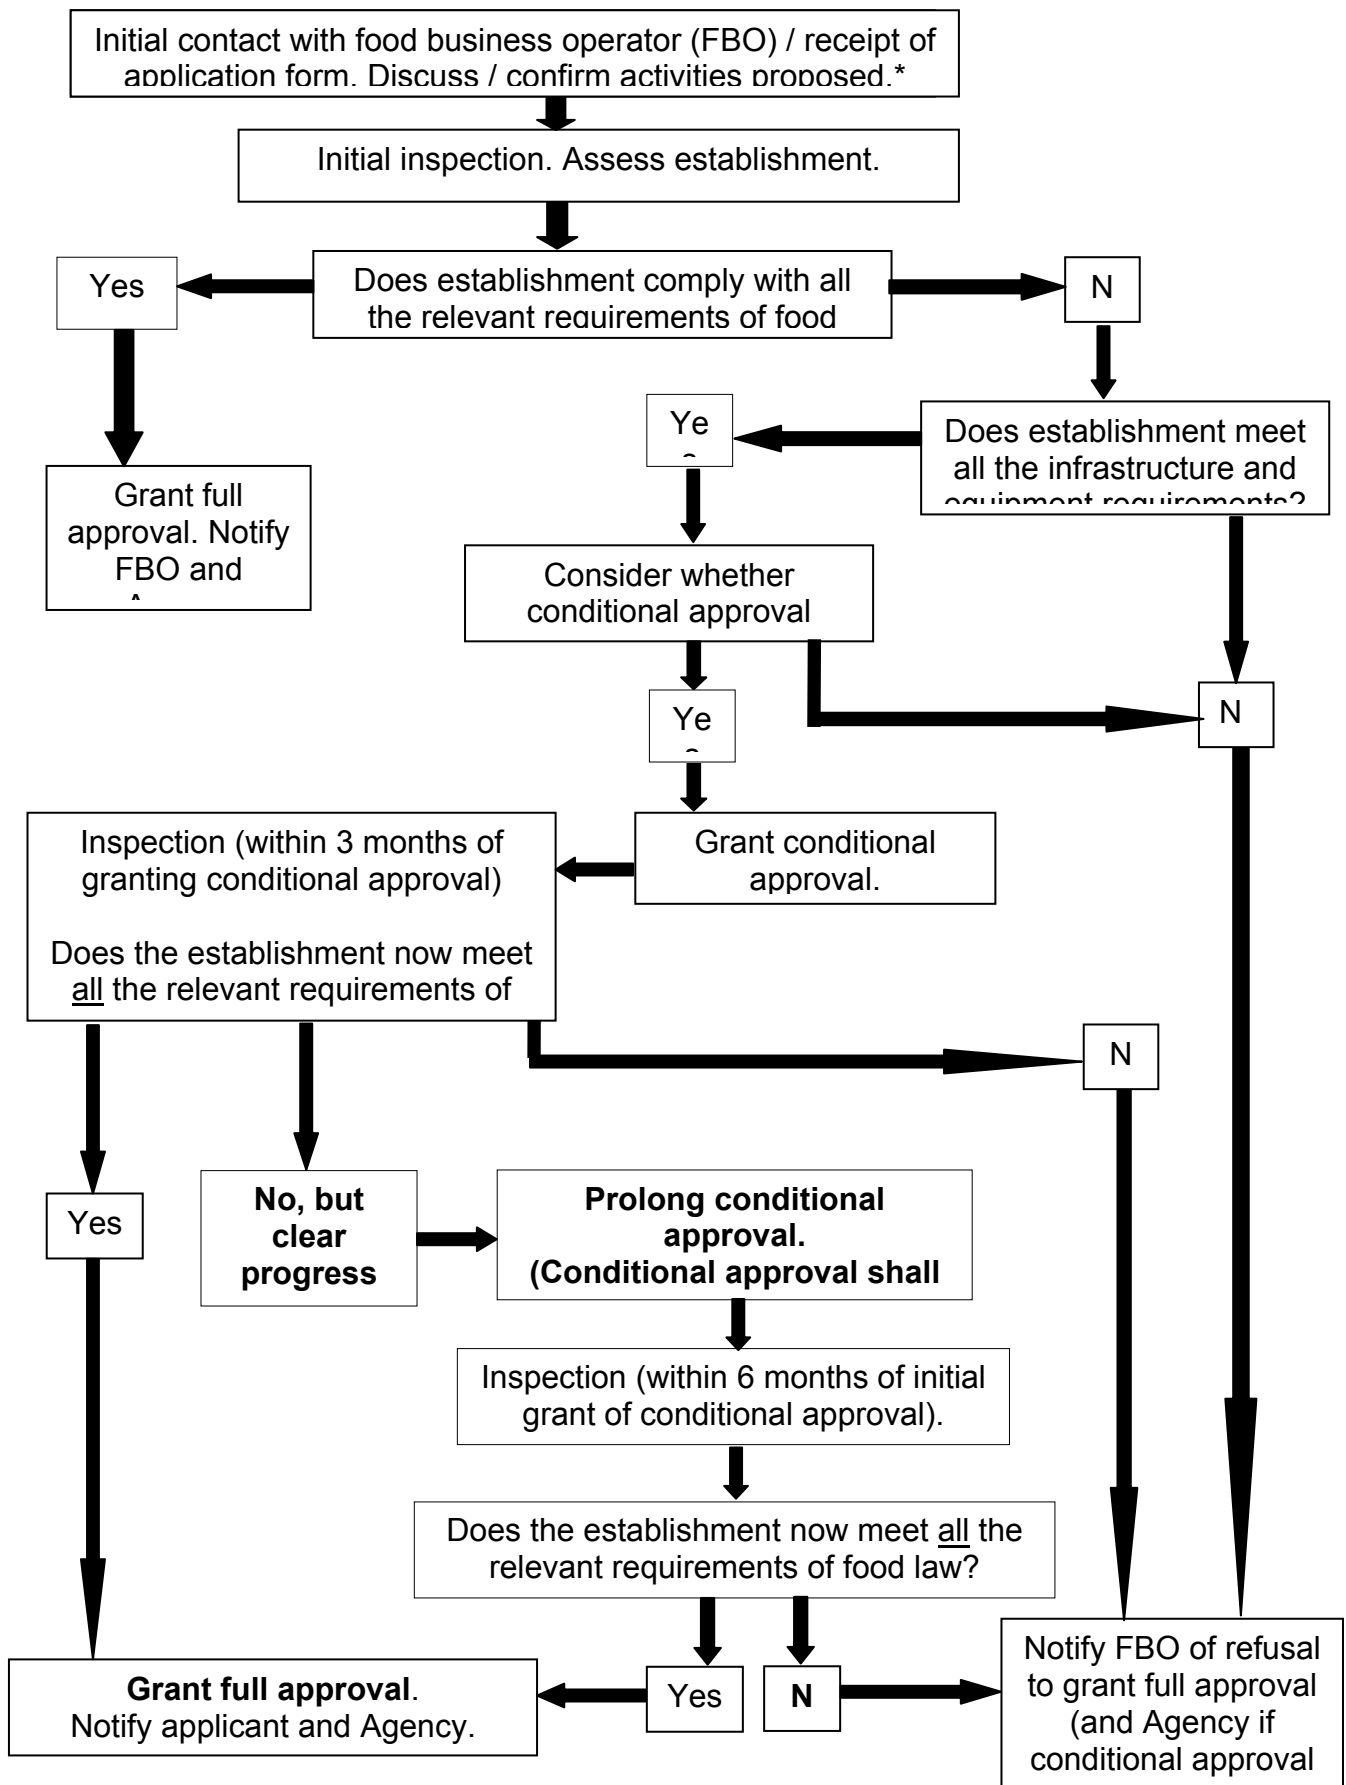 Initial contact with food business operator (FBO) / receipt of
application form. Discuss / confirm activities proposed.*
Initial inspection. Assess establishment.
Does establishment comply with all
the relevant requirements of food
Yes
N
Grant full
approval. Notify
FBO and
Does establishment meet
all the infrastructure and
equipment requirements?
Ye
Consider whether
conditional approval
N
Ye
Grant conditional
approval.
Inspection (within 3 months of
granting conditional approval)
Does the establishment now meet
all the relevant requirements of
N
Yes
No, but
clear
progress
Prolong conditional
approval.
(Conditional approval shall
Inspection (within 6 months of initial
grant of conditional approval).
Does the establishment now meet all the
relevant requirements of food law?
Yes
N
Grant full approval.
Notify applicant and Agency.
Notify FBO of refusal
to grant full approval
(and Agency if
conditional approval